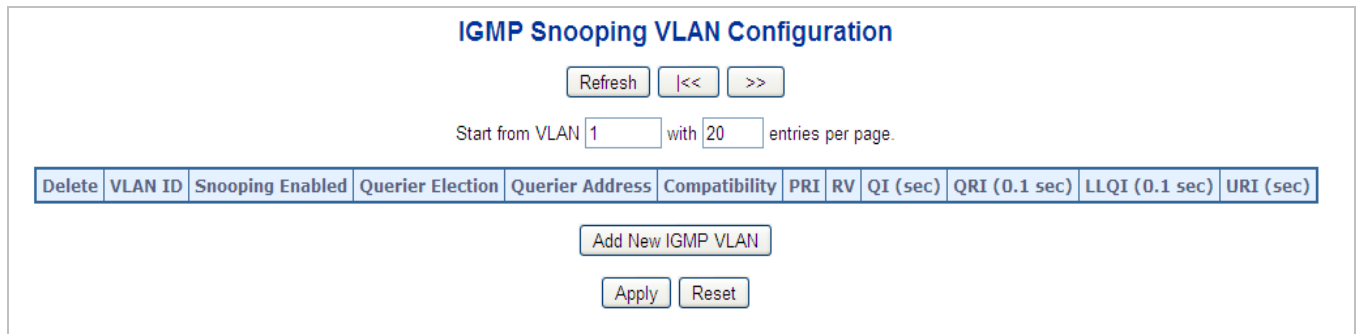 IGMP Snooping VLAN Configuration
Refresh |<< >>
Start from VLAN 1 with 20 entries per page.
Delete VLAN ID Snooping Enabled Querier Election Querier Address Compatibility PRI RV QI (sec) QRI (0.1 sec) LLQI (0.1 sec) URI (sec)
Add New IGMP VLAN
Apply Reset